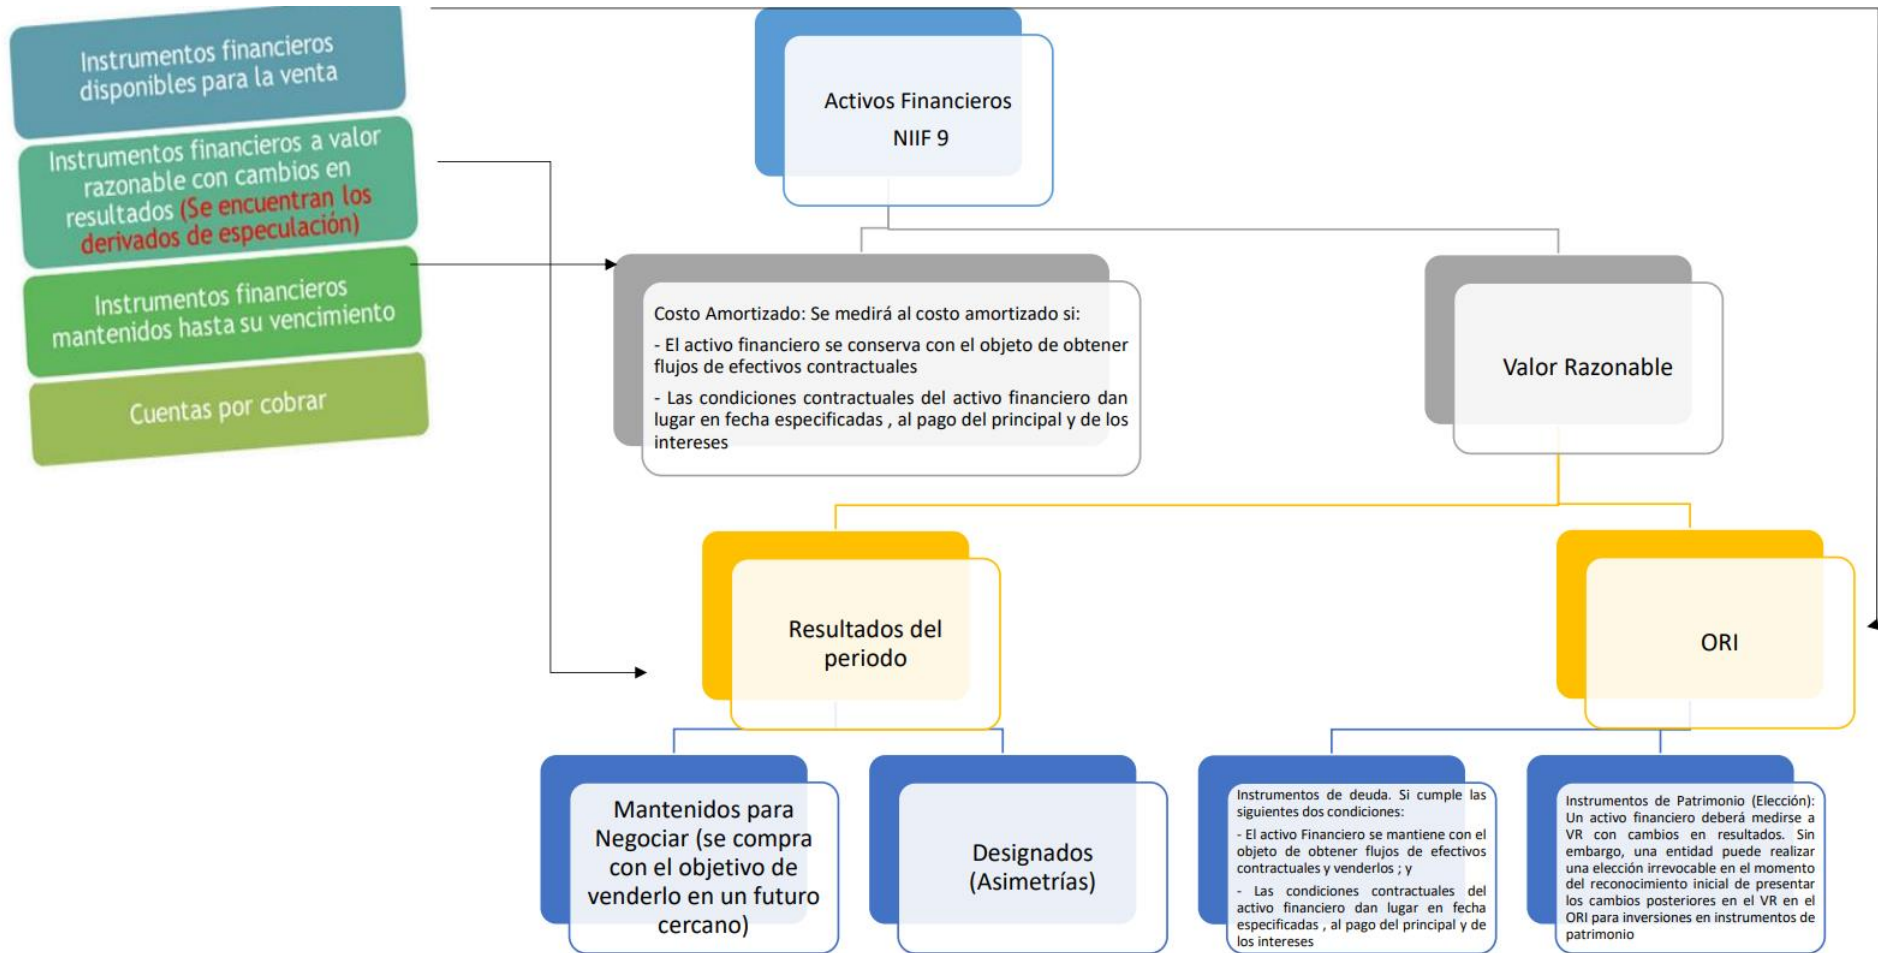 Instrumentos financieros
disponibles para la venta
Instrumentos financieros a valor
razonable con cambios en
resultados (Se encuentran los
derivados de especulación)
Instrumentos financieros
mantenidos hasta su vencimiento
Cuentas por cobrar
Activos Financieros
NIIF 9
Costo Amortizado: Se medirá al costo amortizado si:
- El activo financiero se conserva con el objeto de obtener
flujos de efectivos contractuales
- Las condiciones contractuales del activo financiero dan
lugar en fecha especificadas , al pago del principal y de los
intereses
Valor Razonable
Resultados del
periodo
ORI
Mantenidos para
Negociar (se compra
con el objetivo de
venderlo en un futuro
cercano)
Designados
(Asimetrías)
Instrumentos de deuda. Si cumple las
siguientes dos condiciones:
- El activo Financiero se mantiene con el
objeto de obtener flujos de efectivos
contractuales y venderlos ; y
- Las condiciones contractuales del
activo financiero dan lugar en fecha
especificadas , al pago del principal y de
los intereses
Instrumentos de Patrimonio (Elección):
Un activo financiero deberá medirse a
VR con cambios en resultados. Sin
embargo, una entidad puede realizar
una elección irrevocable en el momento
del reconocimiento inicial de presentar
los cambios posteriores en el VR en el
ORI para inversiones en instrumentos de
patrimonio